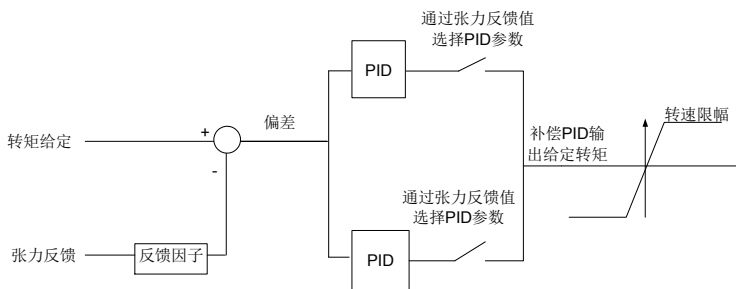 通过张力反馈值
选择PID参数
PID
转速限幅
+
偏差
转矩给定
补偿PID输
出给定转矩
-
通过张力反馈值
选择PID参数
张力反馈
反馈因子
PID